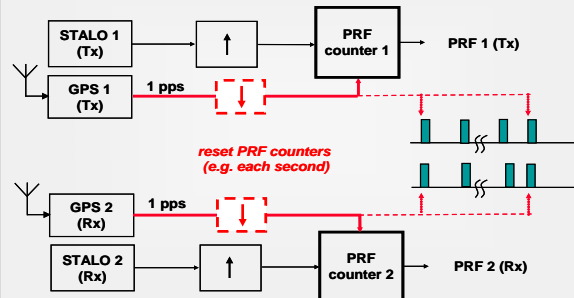 STALO 1
(Tx)
PRF
counter 1
PRF 1 (Tx)
GPS 1
(Tx)
1 pps
reset PRF counters
(e.g. each second)
GPS 2
(Rx)
1 pps
STALO 2
(Rx)
PRF
counter 2
PRF 2 (Rx)